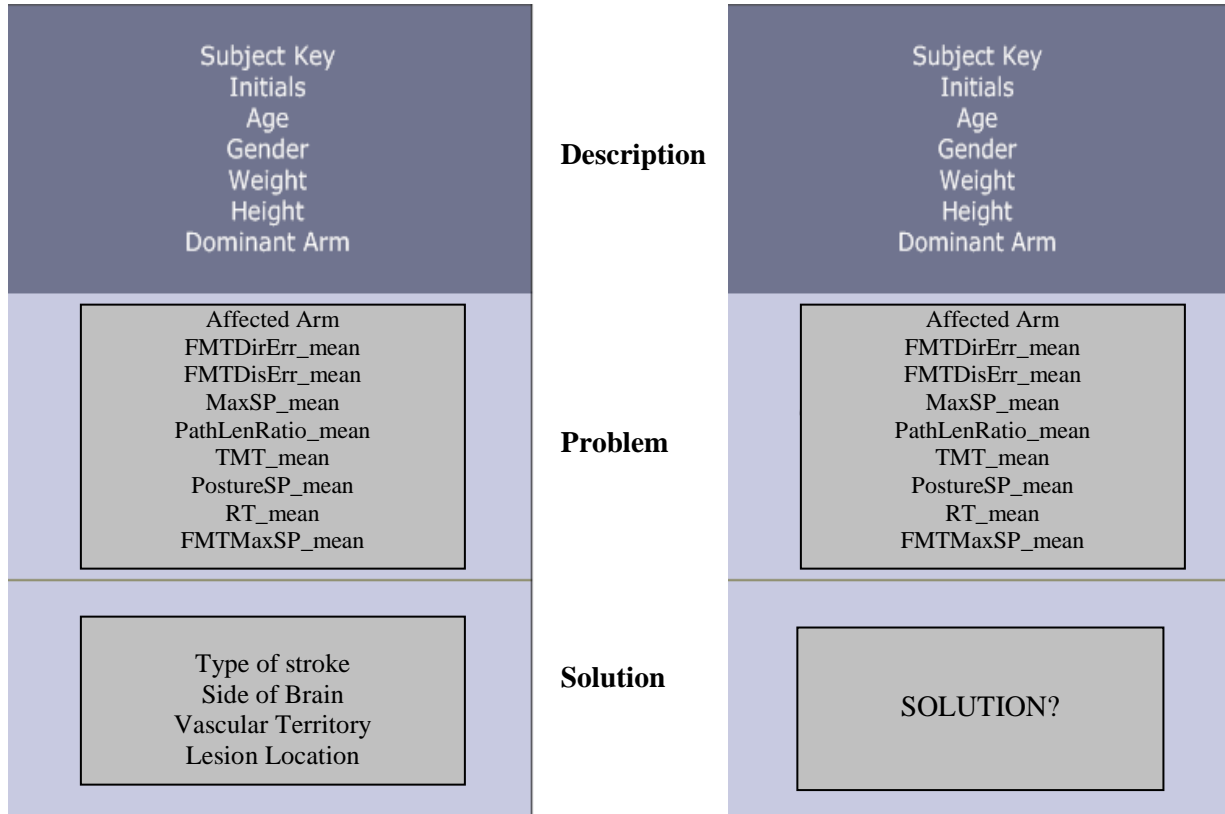 Subject Key
Initials
Age
Gender
Weight
Height
Dominant Arm
Affected Arm
FMTDirErr_mean
FMTDisErr_mean
MaxSP_mean
PathLenRatio_mean
TMT_mean
PostureSP_mean
RT_mean
FMTMaxSP_mean
Type of stroke
Side of Brain
Vascular Territory
Lesion Location
Description
Problem
Solution
Subject Key
Initials
Age
Gender
Weight
Height
Dominant Arm
Affected Arm
FMTDirErr_mean
FMTDisErr_mean
MaxSP_mean
PathLenRatio_mean
TMT_mean
PostureSP_mean
RT_mean
FMTMaxSP_mean
SOLUTION?